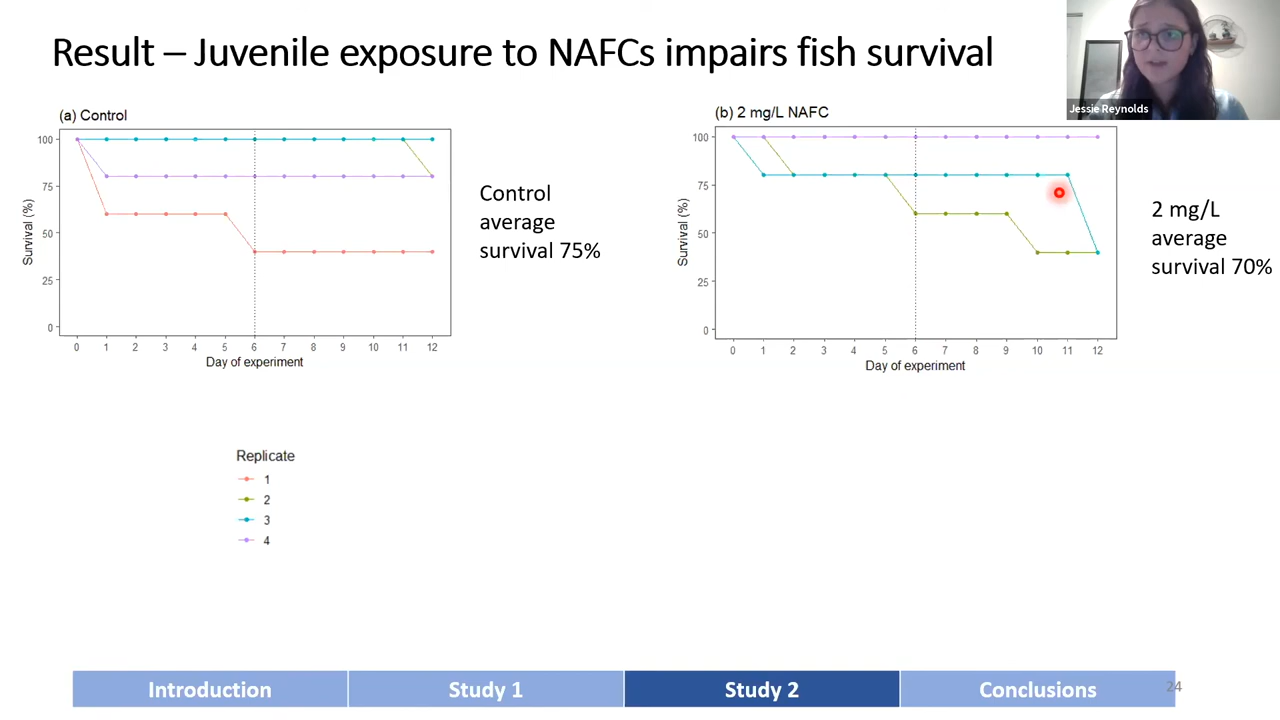 Result – Juvenile exposure to NAFCs impairs fish survival
Jessie Reynolds
(a) Control
100
75
50
25
0
Survival (%)
0 1 2 3 4 5 6 7 8 9 10 11 12
Day of experiment
Control
average
survival 75%
(b) 2 mg/L NAFC
100
75
50
25
0
Survival (%)
0 1 2 3 4 5 6 7 8 9 10 11 12
Day of experiment
2 mg/L
average
survival 70%
Replicate
1
2
3
4
Introduction
Study 1
Study 2
Conclusions
24